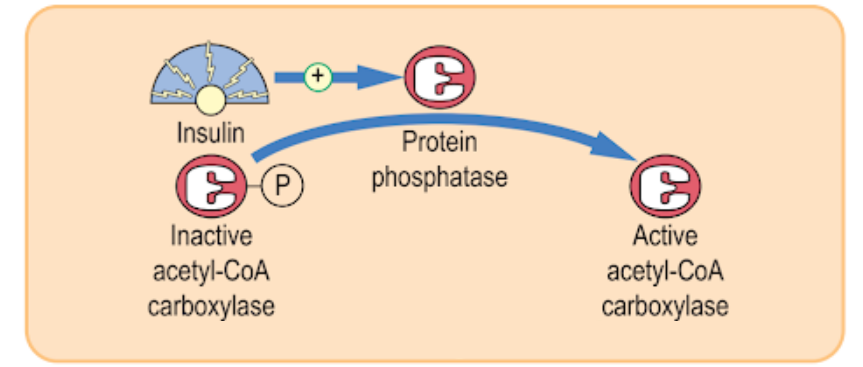 +
Insulin
Protein
phosphatase
P
Inactive
acetyl-CoA
carboxylase
Active
acetyl-CoA
carboxylase